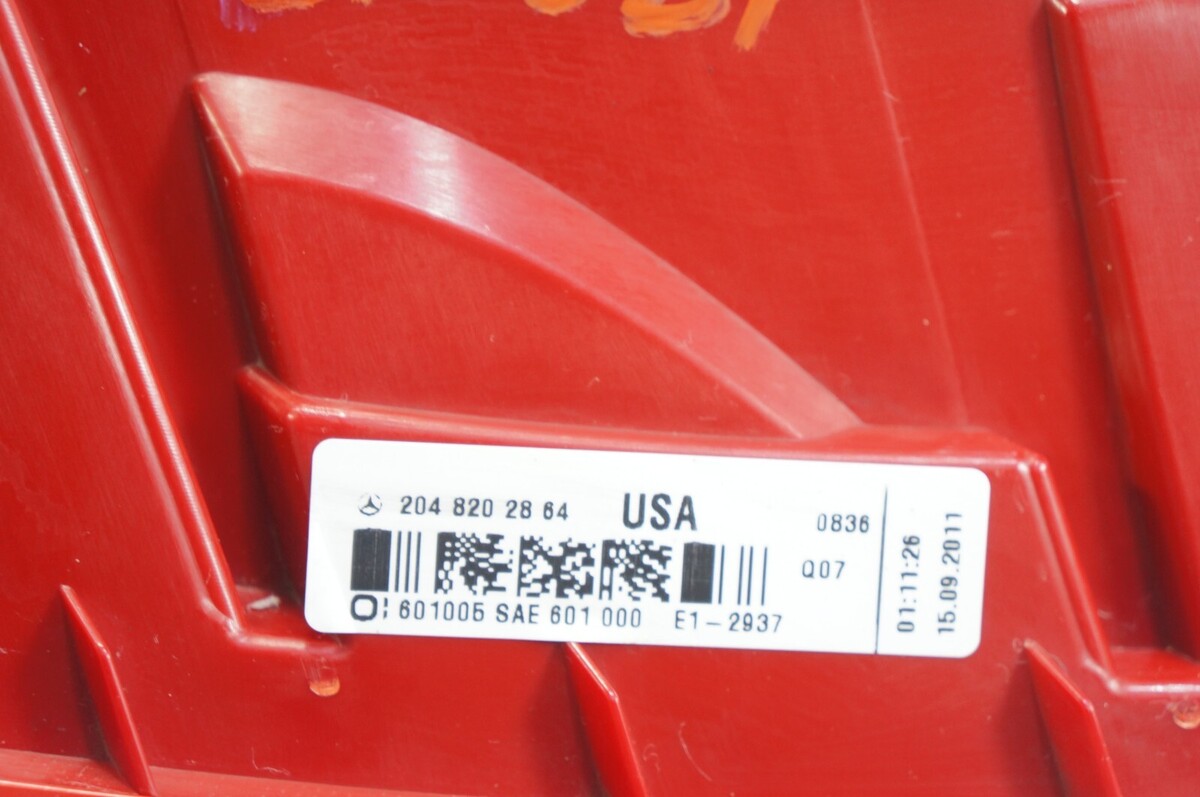 204 820 28 64 USA 0836
Q07
601005 SAE 601 000 E1-2937
01:11:26
15.09.2011